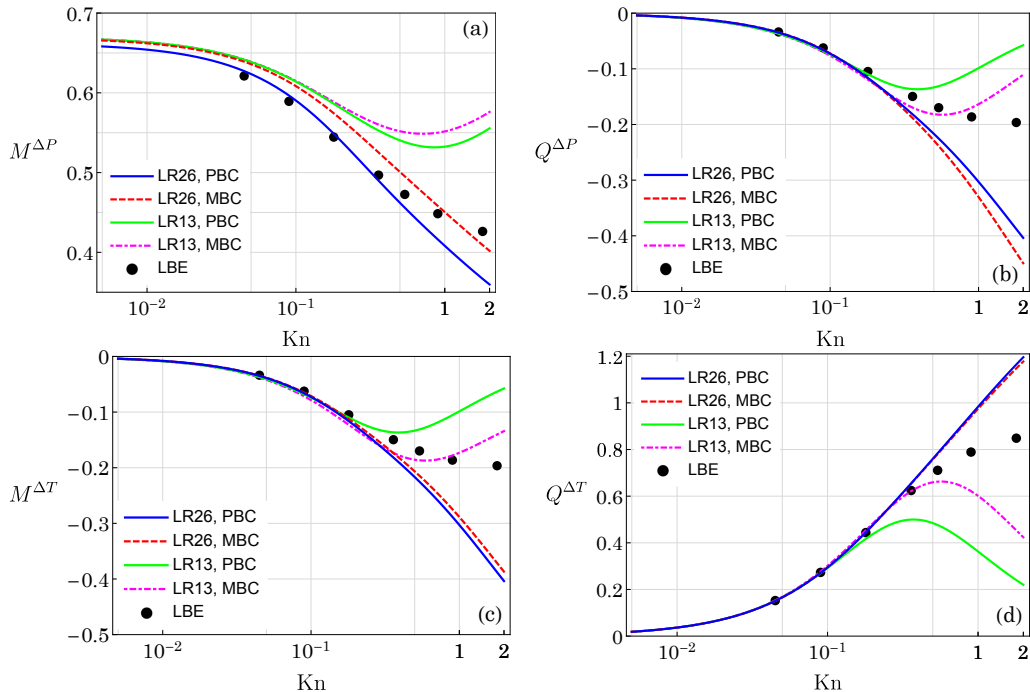 (a)
0.7
0.6
0.5
0.4
M^{ΔP}
LR26, PBC
LR26, MBC
LR13, PBC
LR13, MBC
LBE
10^{−2} 10^{−1} 1 2
Kn
(b)
0
−0.1
−0.2
−0.3
−0.4
−0.5
Q^{ΔP}
LR26, PBC
LR26, MBC
LR13, PBC
LR13, MBC
LBE
10^{−2} 10^{−1} 1 2
Kn
(c)
0
−0.1
−0.2
−0.3
−0.4
−0.5
M^{ΔT}
LR26, PBC
LR26, MBC
LR13, PBC
LR13, MBC
LBE
10^{−2} 10^{−1} 1 2
Kn
(d)
1.2
1.0
0.8
0.6
0.4
0.2
0
Q^{ΔT}
LR26, PBC
LR26, MBC
LR13, PBC
LR13, MBC
LBE
10^{−2} 10^{−1} 1 2
Kn